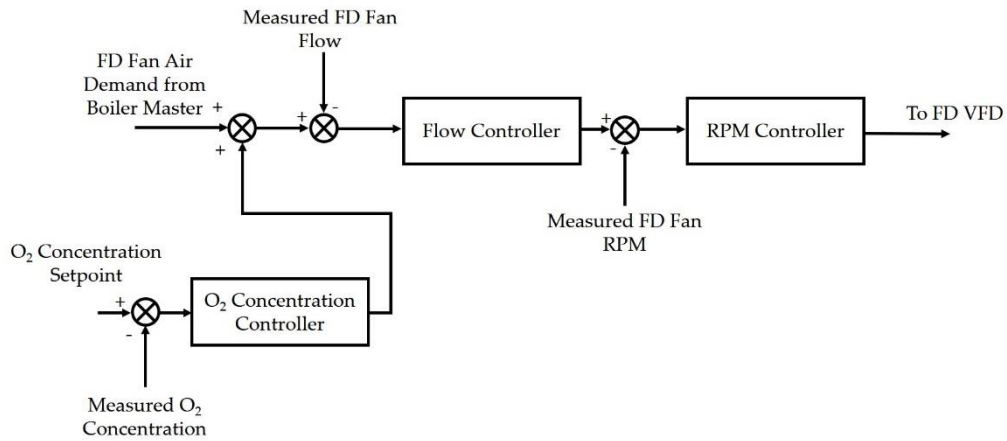 Measured FD Fan
Flow
FD Fan Air
Demand from
Boiler Master
+
+
+
-
Flow Controller
+
-
RPM Controller
To FD VFD
Measured FD Fan
RPM
O₂ Concentration
Setpoint
+
-
O₂ Concentration
Controller
Measured O₂
Concentration